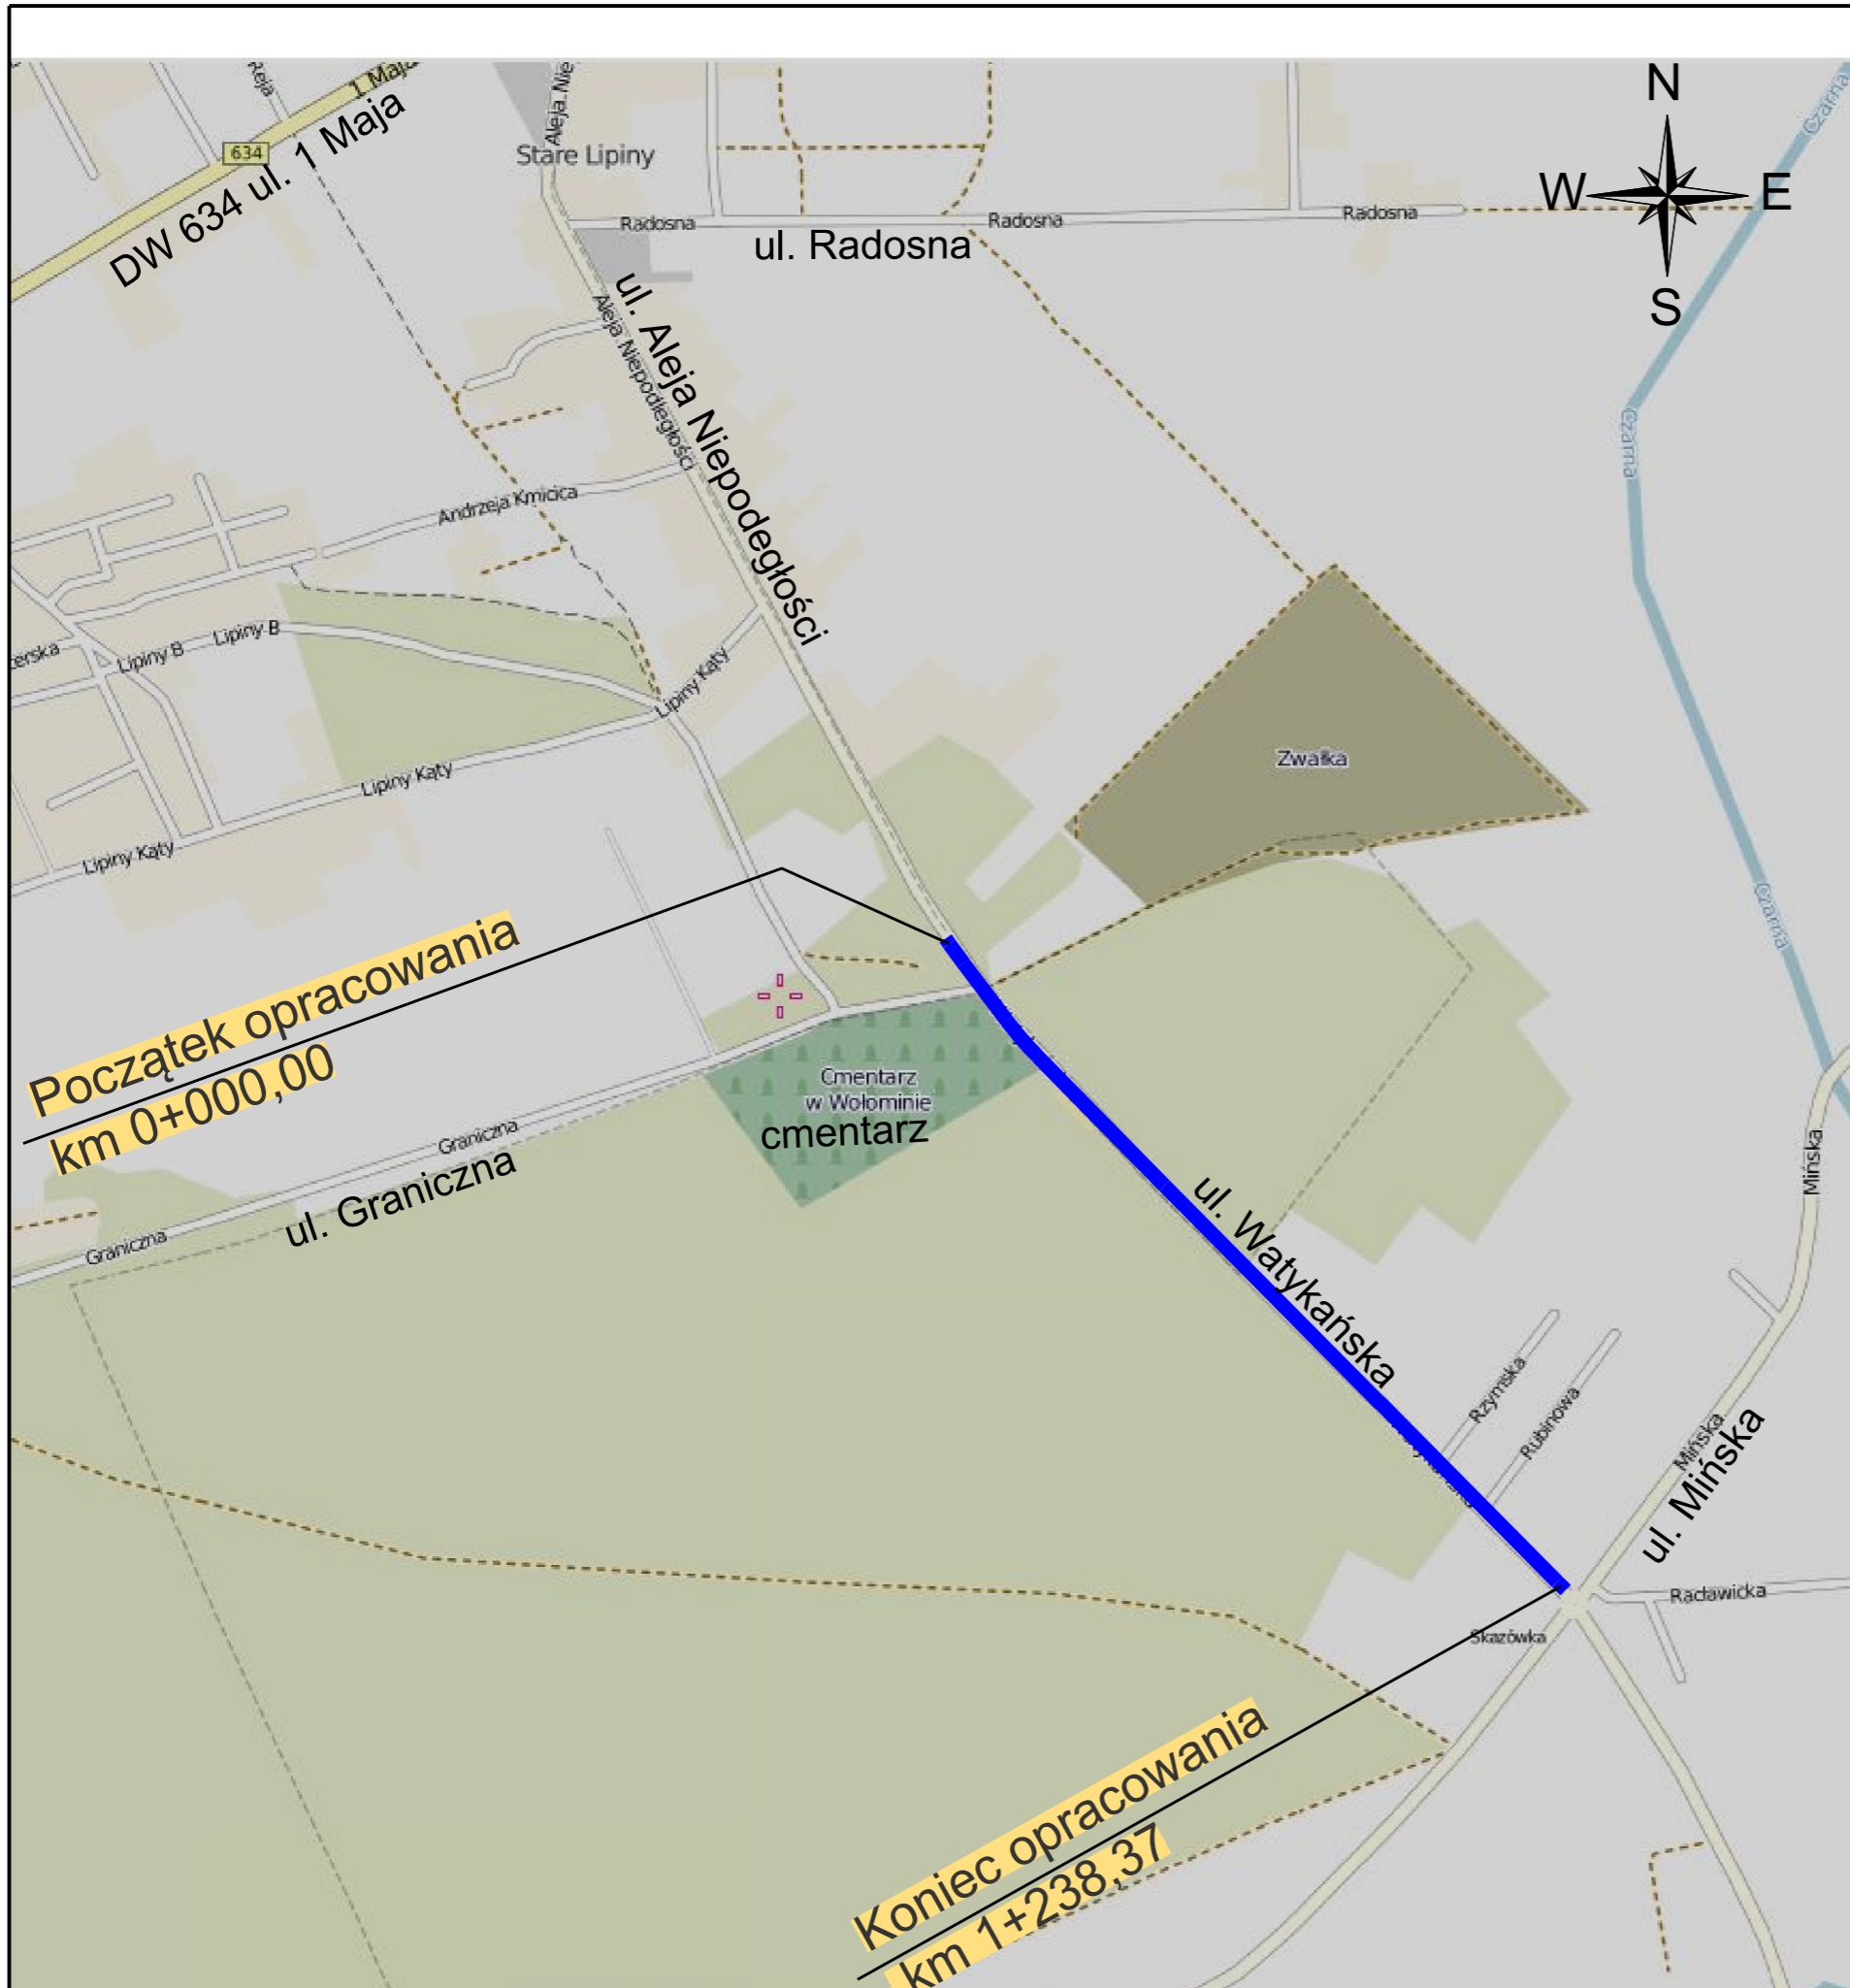 Reja
1 Maja
634
DW 634 ul. 1 Maja
Aleja Nie
Stare Lipiny
Radosna
Radosna
Radosna
ul. Radosna
N
W
E
S
Czarna
Czarna
Czarna
Aleja Niepodległości
ul. Aleja Niepodegłości
Andrzeja Kmicica
erska
Lipiny B
Lipiny B
Lipiny Kąty
Lipiny Kąty
Lipiny Kąty
Zwałka
Początek opracowania
km 0+000,00
Cmentarz
w Wołominie
cmentarz
Graniczna
Graniczna
ul. Graniczna
ul. Watykańska
Mińska
Rzymska
Rubinowa
Mińska
ul. Mińska
Racławicka
Skazówka
Koniec opracowania
km 1+238,37